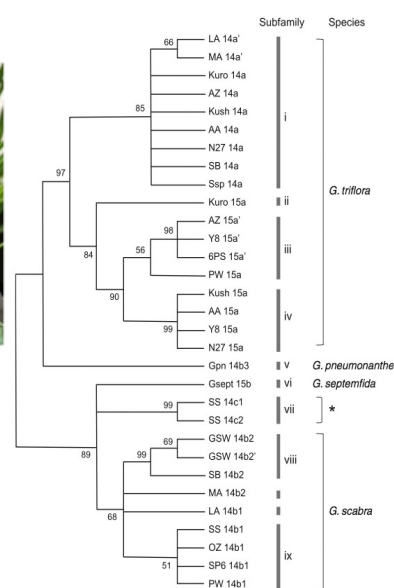 Subfamily Species
66 LA 14a'
MA 14a'
Kuro 14a
AZ 14a
85 Kush 14a i
AA 14a
N27 14a
SB 14a
Ssp 14a
97 G. triflora
Kuro 15a ii
AZ 15a'
98 Y8 15a' iii
84 56 6PS 15a'
PW 15a
90 Kush 15a
AA 15a iv
99 Y8 15a
N27 15a
Gpn 14b3 v G. pneumonanthe
Gsept 15b vi G. septemfida
99 SS 14c1 vii *
SS 14c2
89 69 GSW 14b2
99 GSW 14b2' viii
SB 14b2
MA 14b2
68 LA 14b1 G. scabra
SS 14b1
OZ 14b1 ix
51 SP6 14b1
PW 14b1